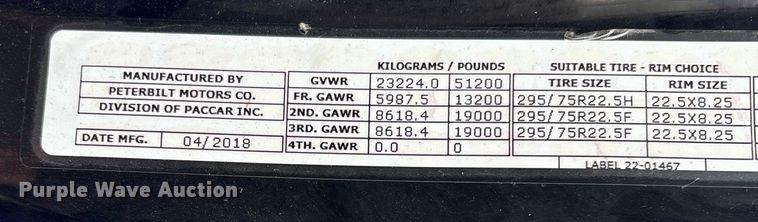 KILOGRAMS / POUNDS SUITABLE TIRE - RIM CHOICE
MANUFACTURED BY
PETERBILT MOTORS CO.
DIVISION OF PACCAR INC.
TIRE SIZE RIM SIZE
GVWR 23224.0 51200
FR. GAWR 5987.5 13200 295/75R22.5H 22.5X8.25
2ND. GAWR 8618.4 19000 295/75R22.5F 22.5X8.25
3RD. GAWR 8618.4 19000 295/75R22.5F 22.5X8.25
4TH. GAWR 0.0 0
DATE MFG. 04/2018
LABEL 22-01467
Purple Wave Auction